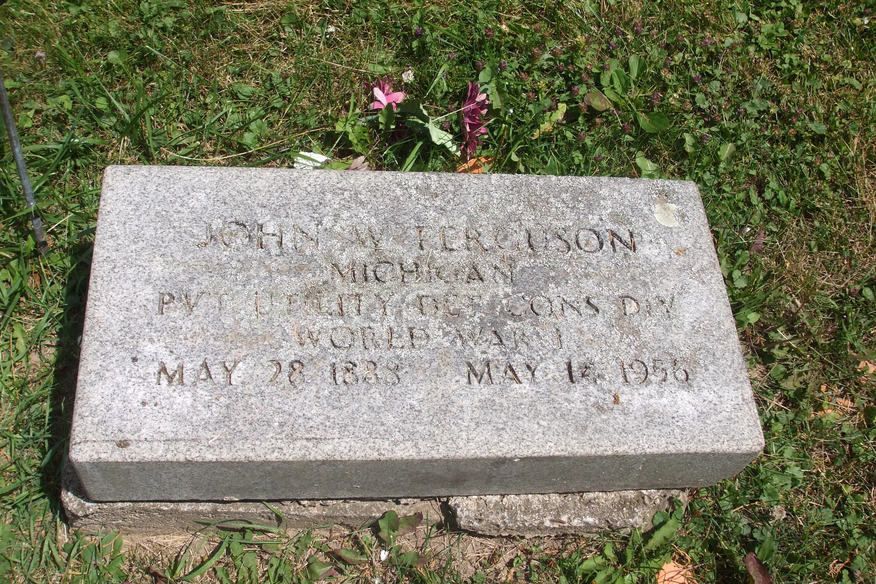 JOHN W FERGUSON
MICHIGAN
PVT UTILITY DET CONS DIV
WORLD WAR I
MAY 28 1888 MAY 14 1956